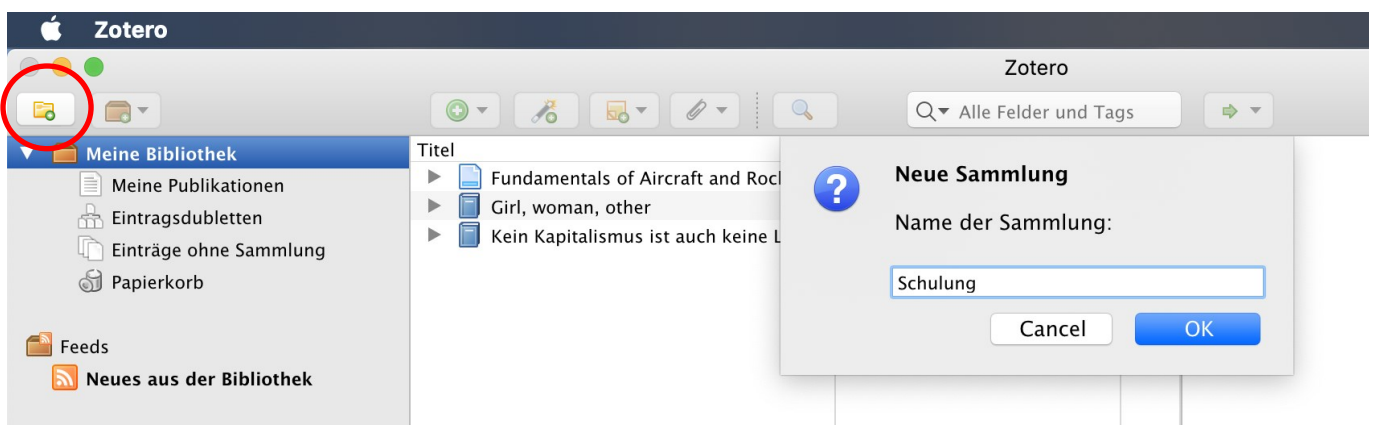 Zotero
Zotero
Alle Felder und Tags
Meine Bibliothek
Meine Publikationen
Eintragsdubletten
Einträge ohne Sammlung
Papierkorb
Feeds
Neues aus der Bibliothek
Titel
Fundamentals of Aircraft and Roc
Girl, woman, other
Kein Kapitalismus ist auch keine L
Neue Sammlung
Name der Sammlung:
Schulung
Cancel OK